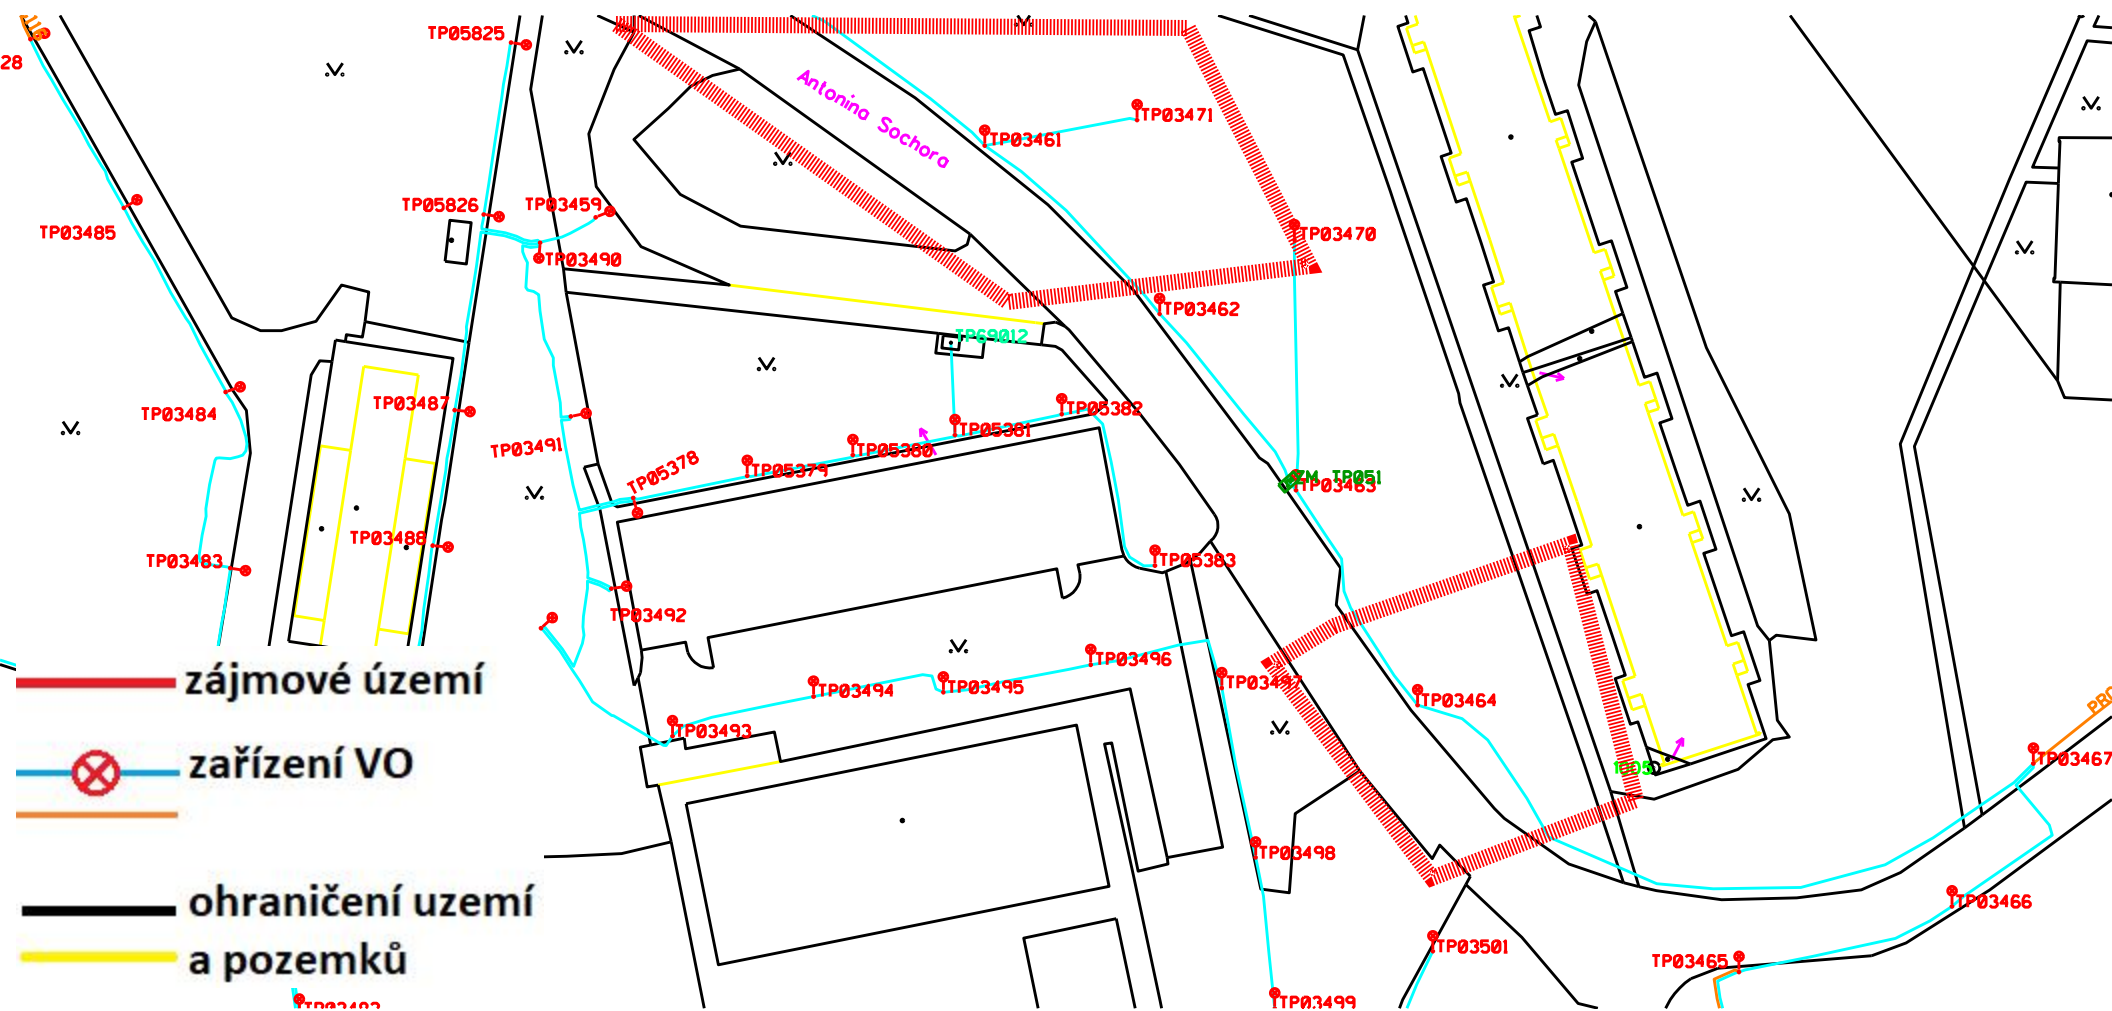 28
TP05825
Antonína Sochora
TP03471
TP03461
TP03485
TP05826
TP03459
TP03490
TP03470
TP03462
TP69012
TP03484
TP03487
TP03491
TP05378
TP05379
TP05380
TP05381
TP05382
ZM TP051
TP03463
TP03483
TP03488
TP03492
TP05383
TP03494
TP03495
TP03496
TP03497
TP03464
TP03493
TP03467
TP03498
TP03466
TP03501
TP03465
TP03499
zájmové území
zařízení VO
ohraničení uzemí
a pozemků